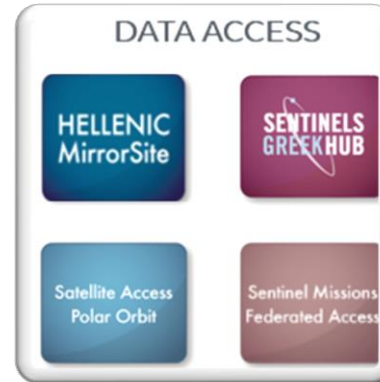 DATA ACCESS
HELLENIC
MirrorSite
SENTINELS
GREEKHUB
Satellite Access
Polar Orbit
Sentinel Missions
Federated Access